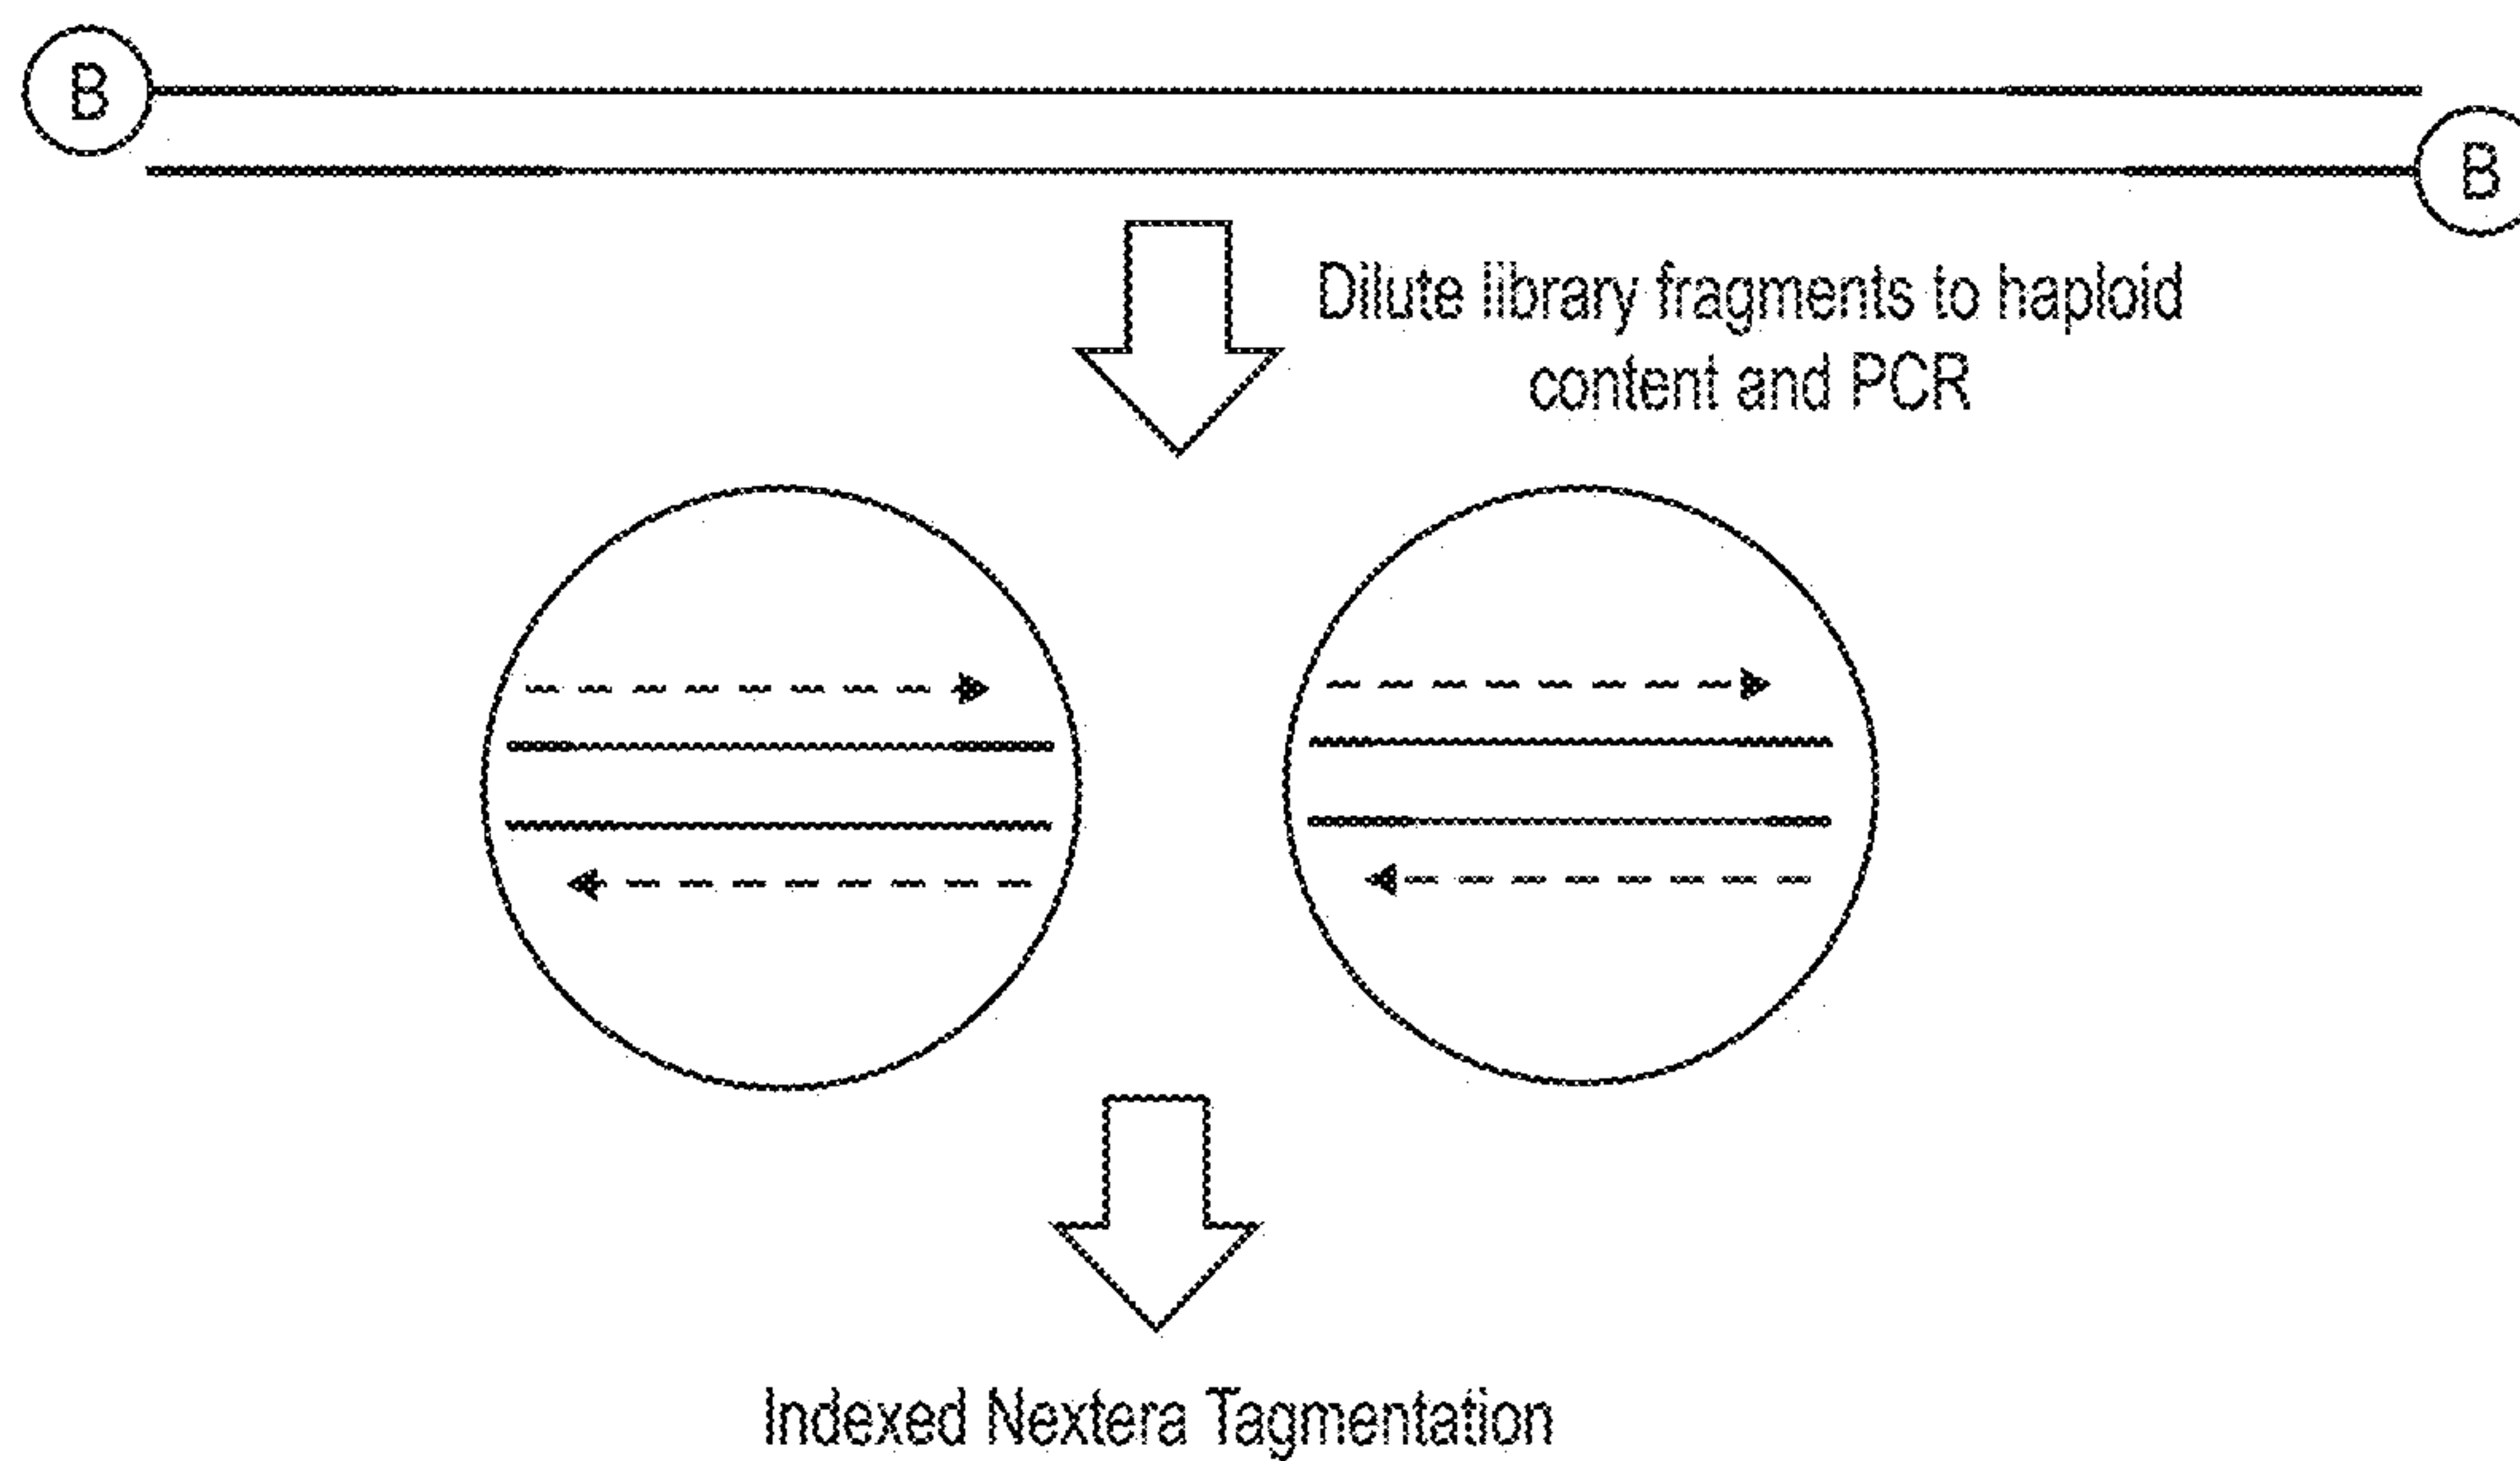 B
B
Dilute library fragments to haploid
content and PCR
Indexed Nextera Tagmentation